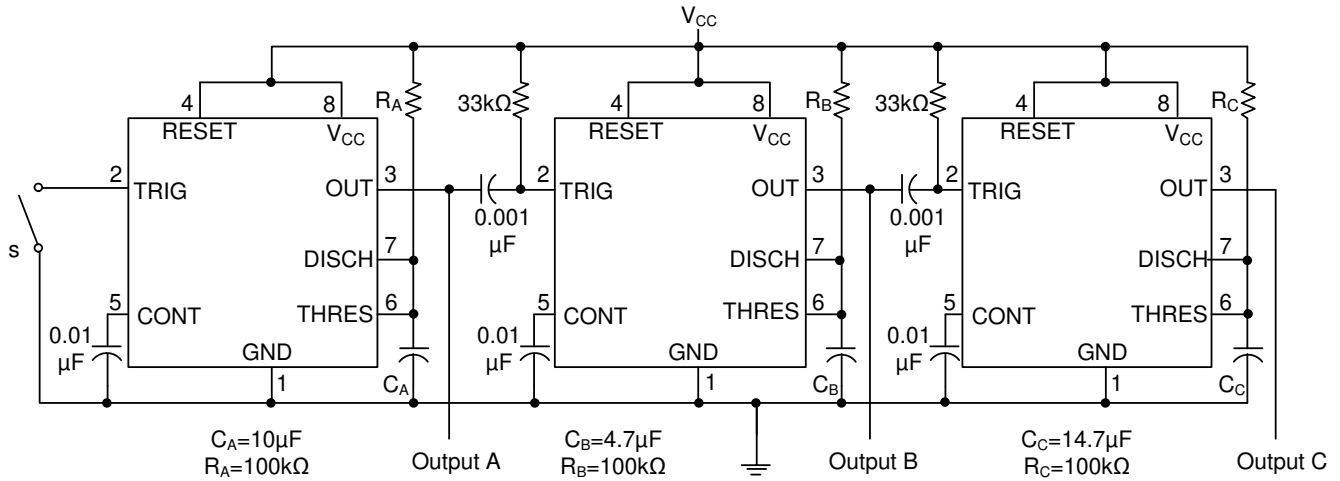 VCC
4
8
RA
33kΩ
4
8
RB
33kΩ
4
8
RC
RESET
VCC
RESET
VCC
RESET
VCC
2
TRIG
OUT
3
2
TRIG
OUT
3
2
TRIG
OUT
3
0.001
µF
0.001
µF
s
DISCH
7
DISCH
7
DISCH
7
5
CONT
THRES
6
5
CONT
THRES
6
5
CONT
THRES
6
0.01
µF
0.01
µF
0.01
µF
GND
1
CA
GND
1
CB
GND
1
CC
CA=10µF
RA=100kΩ
Output A
CB=4.7µF
RB=100kΩ
Output B
CC=14.7µF
RC=100kΩ
Output C